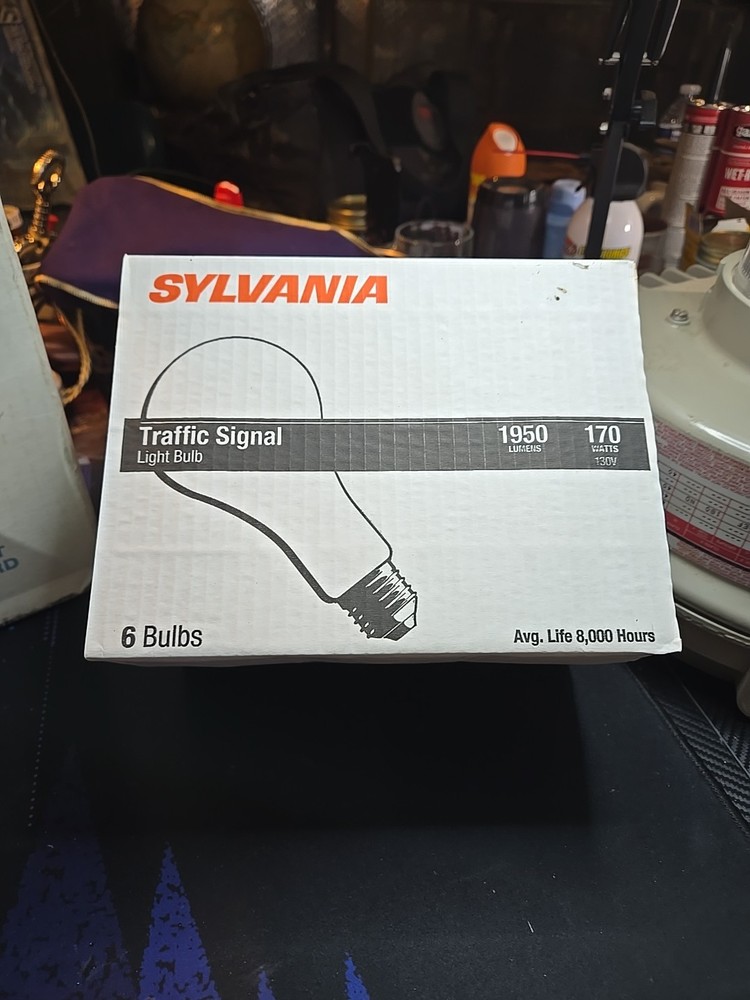 SYLVANIA
Traffic Signal
Light Bulb
1950
LUMENS
170
WATTS
130V
6 Bulbs
Avg. Life 8,000 Hours